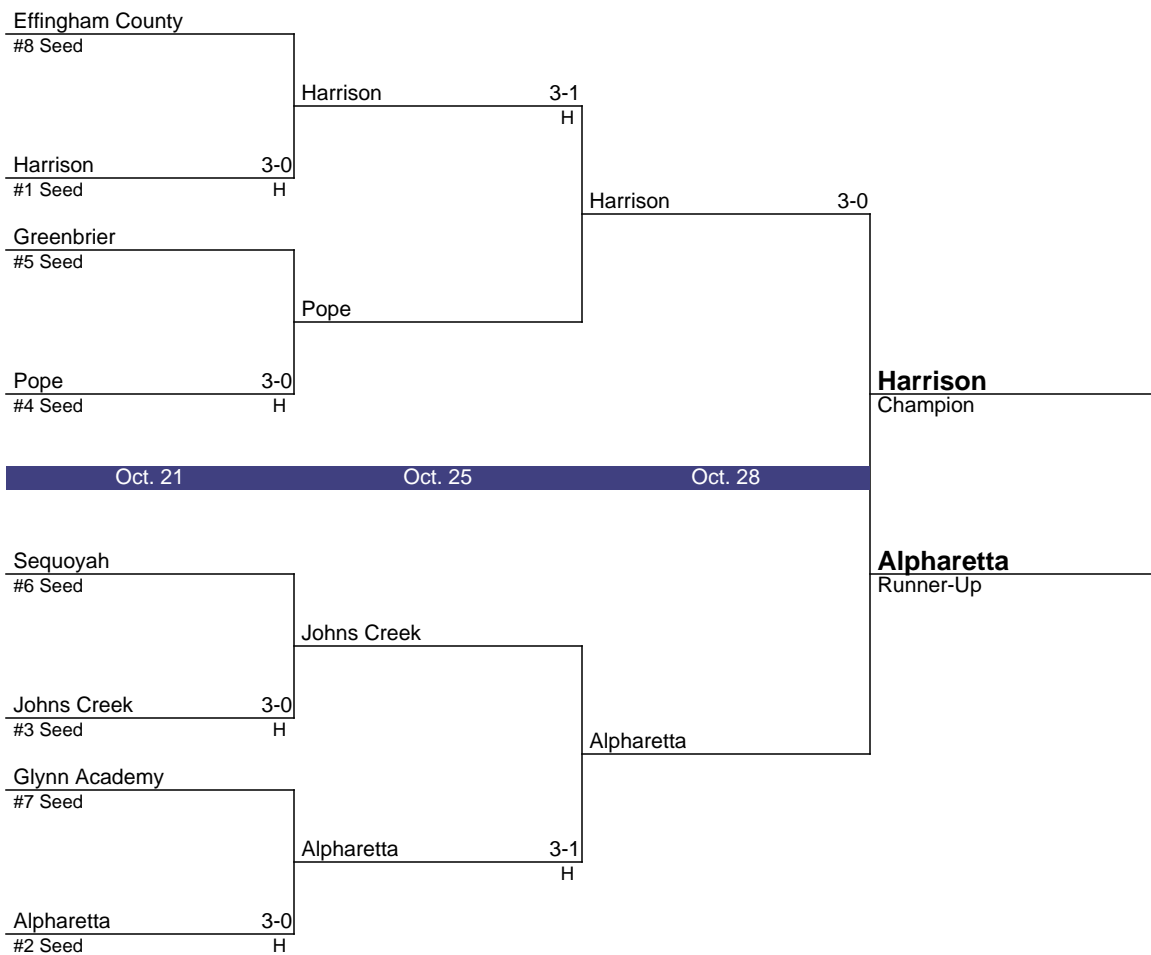 Effingham County
#8 Seed
Harrison 3-1
H
Harrison 3-0
#1 Seed H
Harrison 3-0
Greenbrier
#5 Seed
Pope
Pope 3-0
#4 Seed H
Harrison
Champion
Oct. 21 Oct. 25 Oct. 28
Sequoyah
#6 Seed
Alpharetta
Runner-Up
Johns Creek
Johns Creek 3-0
#3 Seed H
Alpharetta
Glynn Academy
#7 Seed
Alpharetta 3-1
H
Alpharetta 3-0
#2 Seed H